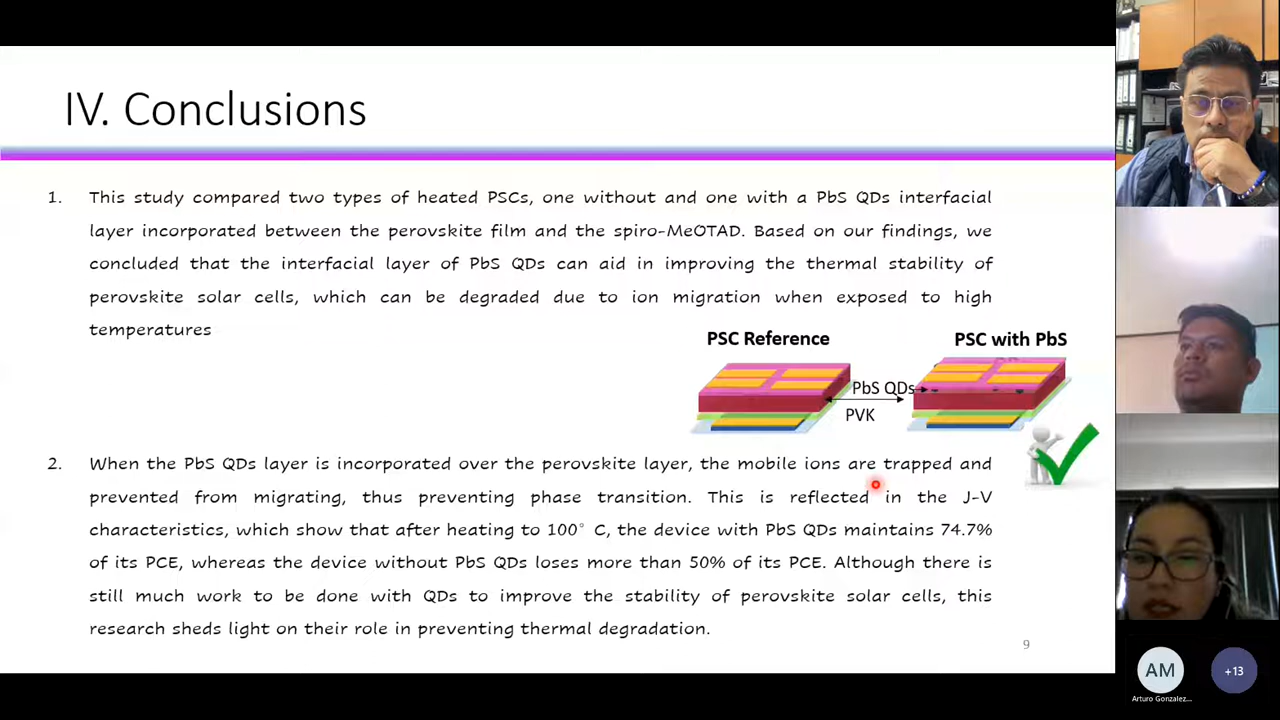 IV. Conclusions
1. This study compared two types of heated PSCs, one without and one with a PbS QDs interfacial
layer incorporated between the perovskite film and the spiro-MeOTAD. Based on our findings, we
concluded that the interfacial layer of PbS QDs can aid in improving the thermal stability of
perovskite solar cells, which can be degraded due to ion migration when exposed to high
temperatures
PSC Reference
PSC with PbS
PbS QDs
PVK
2. When the PbS QDs layer is incorporated over the perovskite layer, the mobile ions are trapped and
prevented from migrating, thus preventing phase transition. This is reflected in the J-V
characteristics, which show that after heating to 100° C, the device with PbS QDs maintains 74.7%
of its PCE, whereas the device without PbS QDs loses more than 50% of its PCE. Although there is
still much work to be done with QDs to improve the stability of perovskite solar cells, this
research sheds light on their role in preventing thermal degradation.
9
AM
+13
Arturo Gonzalez...